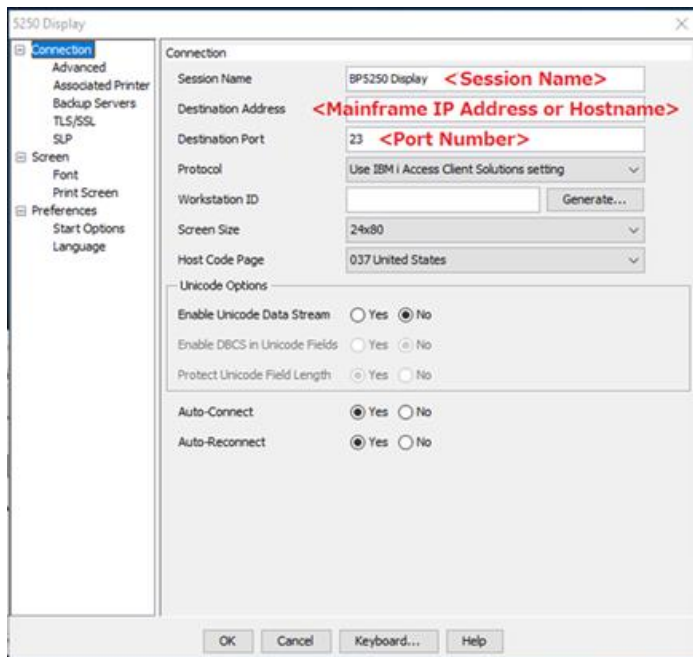 5250 Display
Connection
Advanced
Associated Printer
Backup Servers
TLS/SSL
SLP
Screen
Font
Print Screen
Preferences
Start Options
Language
Connection
Session Name BP5250 Display <Session Name>
Destination Address <Mainframe IP Address or Hostname>
Destination Port 23 <Port Number>
Protocol Use IBM i Access Client Solutions setting
Workstation ID Generate...
Screen Size 24x80
Host Code Page 037 United States
Unicode Options
Enable Unicode Data Stream Yes No
Enable DBCS in Unicode Fields Yes No
Protect Unicode Field Length Yes No
Auto-Connect Yes No
Auto-Reconnect Yes No
OK Cancel Keyboard... Help